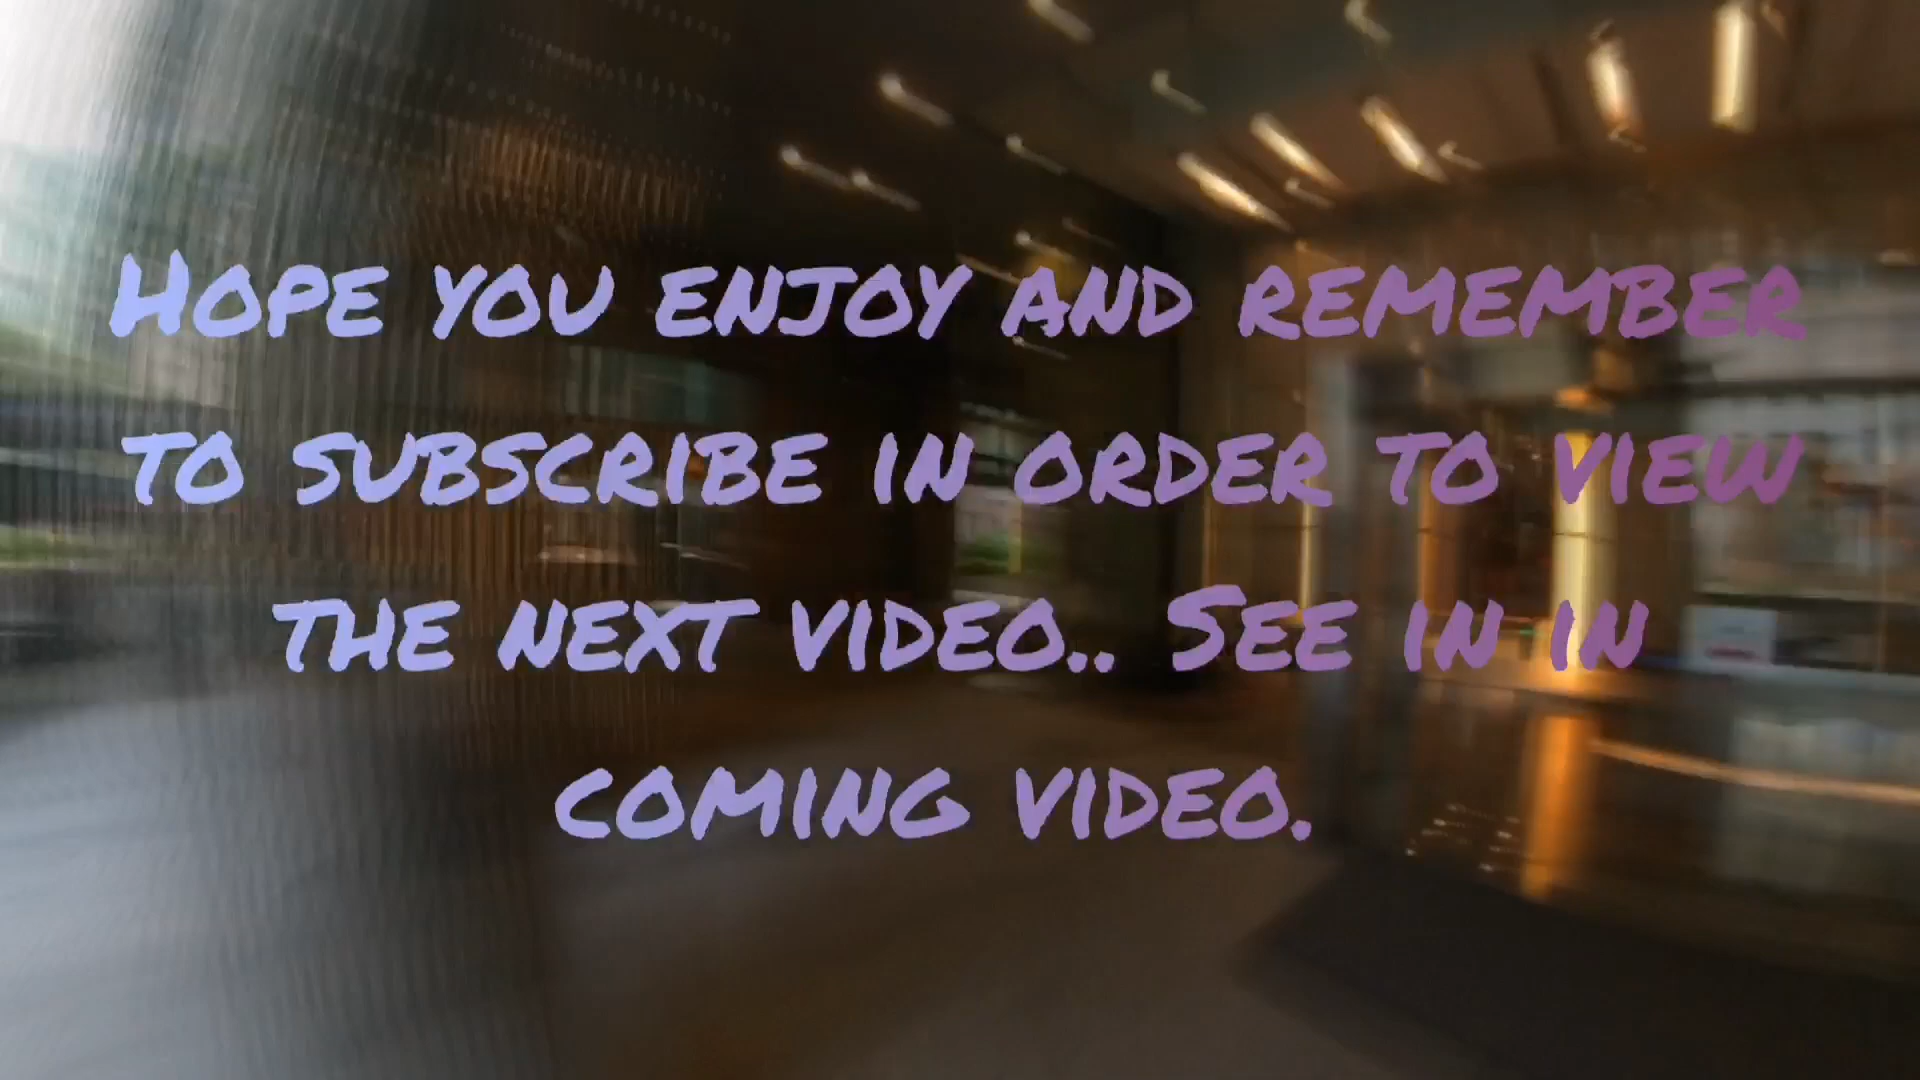 Hope you enjoy and remember
to subscribe in order to view
the next video.. See in in
coming video.